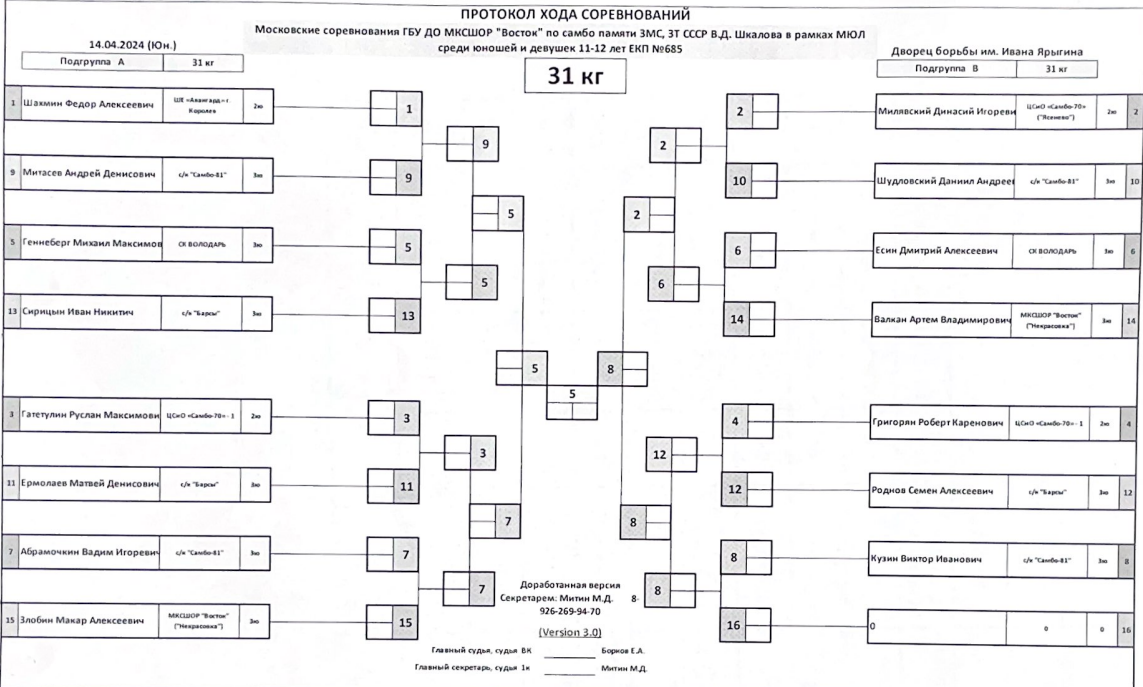 ПРОТОКОЛ ХОДА СОРЕВНОВАНИЙ
Московские соревнования ГБУ ДО МКСШОР "Восток" по самбо памяти ЗМС, ЗТ СССР В.Д. Шкалова в рамках МЮЛ
среди юношей и девушек 11-12 лет ЕКП №685
14.04.2024 (Юн.)
Дворец борьбы им. Ивана Ярыгина
Подгруппа А 31 кг
31 кг
Подгруппа В 31 кг
1 Шахмин Федор Алексеевич ШЕ «Авангард» г. Королев 2ю
9 Митасев Андрей Денисович с/к "Самбо-81" 3ю
5 Геннеберг Михаил Максимов СК ВОЛОДАРЬ 3ю
13 Сирицын Иван Никитич с/к "Барсы" 3ю
3 Гатетулин Руслан Максимови ЦСиО «Самбо-70» - 1 2ю
11 Ермолаев Матвей Денисович с/к "Барсы" 3ю
7 Абрамочкин Вадим Игоревич с/к "Самбо-81" 3ю
15 Злобин Макар Алексеевич МКСШОР "Восток" ("Некрасовка") 3ю
1
9
5
13
3
11
7
15
9
5
3
7
5
7
5
5
8
2
8
2
6
12
8
2
10
6
14
4
12
8
16
Милявский Динасий Игореви ЦСиО «Самбо-70» ("Ясенево") 2ю 2
Шудловский Даниил Андреев с/к "Самбо-81" 3ю 10
Есин Дмитрий Алексеевич СК ВОЛОДАРЬ 3ю 6
Валкан Артем Владимирович МКСШОР "Восток" ("Некрасовка") 3ю 14
Григорян Роберт Каренович ЦСиО «Самбо-70» - 1 2ю 4
Роднов Семен Алексеевич с/к "Барсы" 3ю 12
Кузин Виктор Иванович с/к "Самбо-81" 3ю 8
0 0 0 16
Доработанная версия
Секретарем: Митин М.Д. 8-
926-269-94-70
(Version 3.0)
Главный судья, судья ВК Борков Е.А.
Главный секретарь, судья 1к Митин М.Д.